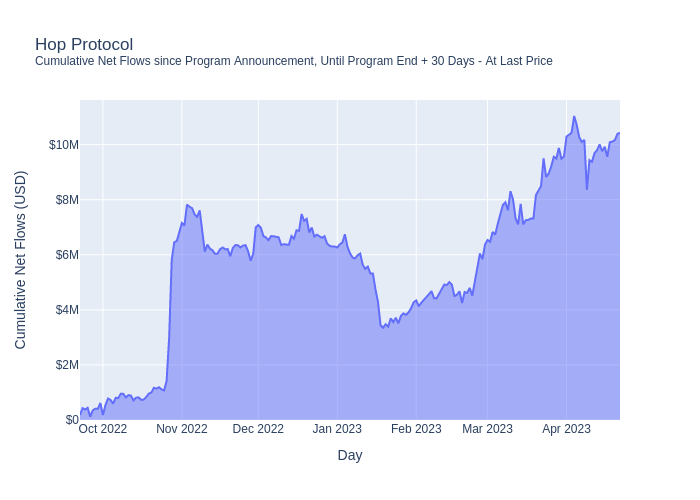 Hop Protocol
Cumulative Net Flows since Program Announcement, Until Program End + 30 Days - At Last Price
Cumulative Net Flows (USD)
$10M
$8M
$6M
$4M
$2M
$0
Oct 2022
Nov 2022
Dec 2022
Jan 2023
Feb 2023
Mar 2023
Apr 2023
Day